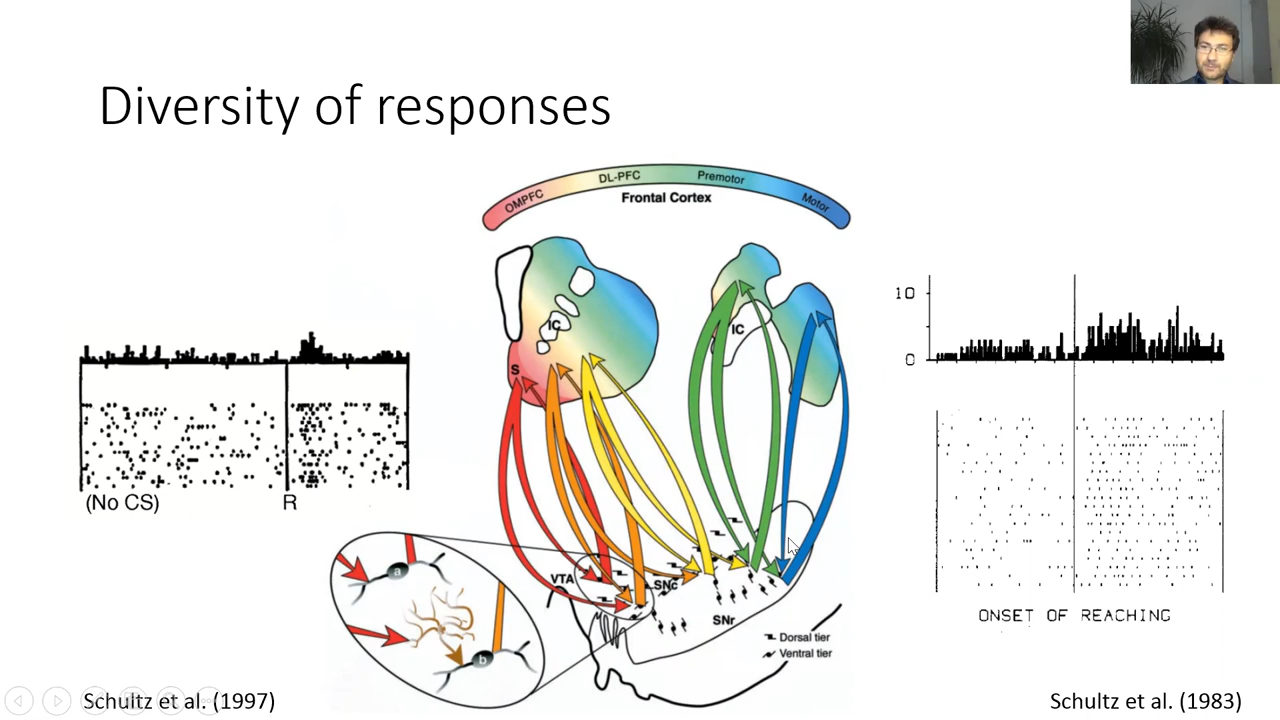 Diversity of responses
OMPFC
DL-PFC
Premotor
Motor
Frontal Cortex
IC
IC
S
10
0
(No CS)
R
VTA
SNc
SNr
a
b
Dorsal tier
Ventral tier
ONSET OF REACHING
Schultz et al. (1997)
Schultz et al. (1983)